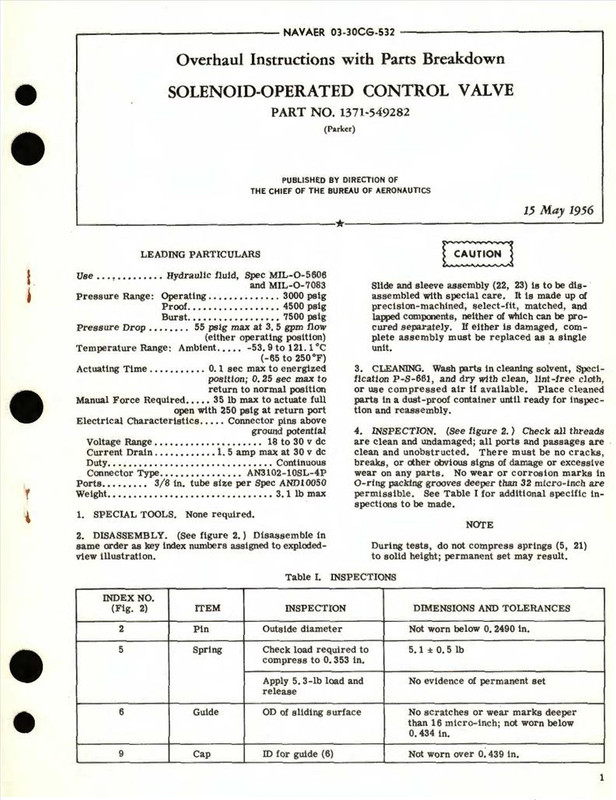 NAVAER 03-30CG-532
Overhaul Instructions with Parts Breakdown
SOLENOID-OPERATED CONTROL VALVE
PART NO. 1371-549282
(Parker)
PUBLISHED BY DIRECTION OF
THE CHIEF OF THE BUREAU OF AERONAUTICS
15 May 1956
LEADING PARTICULARS
Use ............. Hydraulic fluid, Spec MIL-O-5606
and MIL-O-7083
Pressure Range: Operating .............. 3000 psig
Proof.................. 4500 psig
Burst.................. 7500 psig
Pressure Drop ........ 55 psig max at 3.5 gpm flow
(either operating position)
Temperature Range: Ambient..... -53.9 to 121.1°C
(-65 to 250°F)
Actuating Time ........... 0.1 sec max to energized
position; 0.25 sec max to
return to normal position
Manual Force Required..... 35 lb max to actuate full
open with 250 psig at return port
Electrical Characteristics..... Connector pins above
ground potential
Voltage Range..................... 18 to 30 v dc
Current Drain........... 1.5 amp max at 30 v dc
Duty.............................. Continuous
Connector Type............... AN3102-10SL-4P
Ports......... 3/8 in. tube size per Spec AND10050
Weight.............................. 3.1 lb max
1. SPECIAL TOOLS. None required.
2. DISASSEMBLY. (See figure 2.) Disassemble in
same order as key index numbers assigned to exploded-
view illustration.
CAUTION
Slide and sleeve assembly (22, 23) is to be dis-
assembled with special care. It is made up of
precision-machined, select-fit, matched, and
lapped components, neither of which can be pro-
cured separately. If either is damaged, com-
plete assembly must be replaced as a single
unit.
3. CLEANING. Wash parts in cleaning solvent, Speci-
fication P-S-661, and dry with clean, lint-free cloth,
or use compressed air if available. Place cleaned
parts in a dust-proof container until ready for inspec-
tion and reassembly.
4. INSPECTION. (See figure 2.) Check all threads
are clean and undamaged; all ports and passages are
clean and unobstructed. There must be no cracks,
breaks, or other obvious signs of damage or excessive
wear on any parts. No wear or corrosion marks in
O-ring packing grooves deeper than 32 micro-inch are
permissible. See Table I for additional specific in-
spections to be made.
NOTE
During tests, do not compress springs (5, 21)
to solid height; permanent set may result.
Table I. INSPECTIONS
INDEX NO.
(Fig. 2) ITEM INSPECTION DIMENSIONS AND TOLERANCES
2 Pin Outside diameter Not worn below 0.2490 in.
5 Spring Check load required to 5.1 ± 0.5 lb
compress to 0.353 in.
Apply 5.3-lb load and No evidence of permanent set
release
6 Guide OD of sliding surface No scratches or wear marks deeper
than 16 micro-inch; not worn below
0.434 in.
9 Cap ID for guide (6) Not worn over 0.439 in.
1